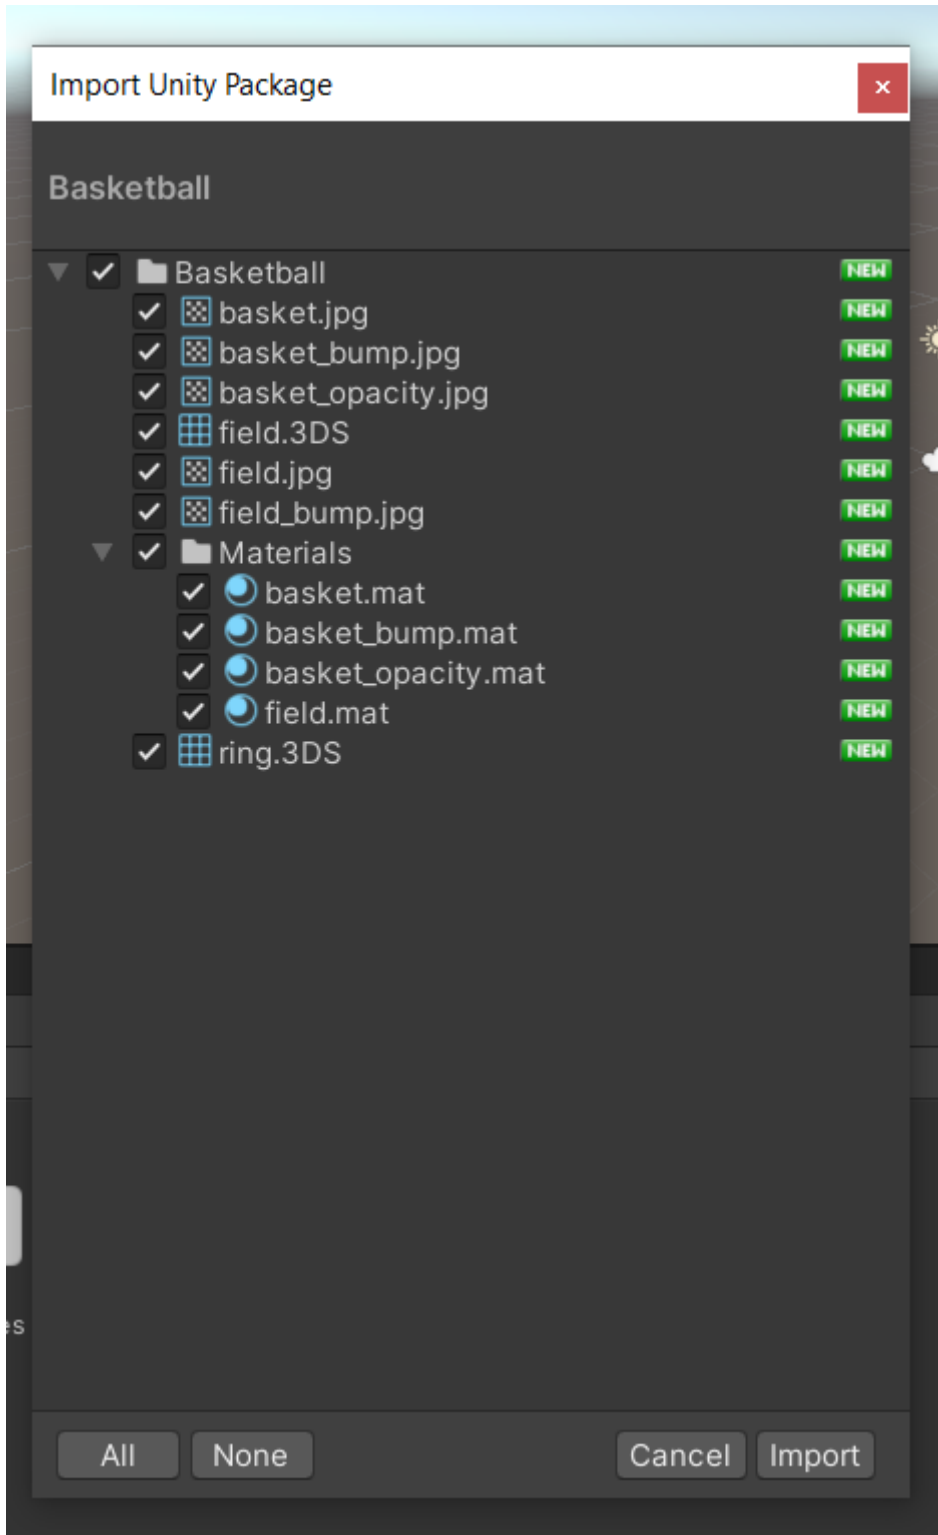 Import Unity Package
Basketball
Basketball NEW
basket.jpg NEW
basket_bump.jpg NEW
basket_opacity.jpg NEW
field.3DS NEW
field.jpg NEW
field_bump.jpg NEW
Materials NEW
basket.mat NEW
basket_bump.mat NEW
basket_opacity.mat NEW
field.mat NEW
ring.3DS NEW
es
All None Cancel Import